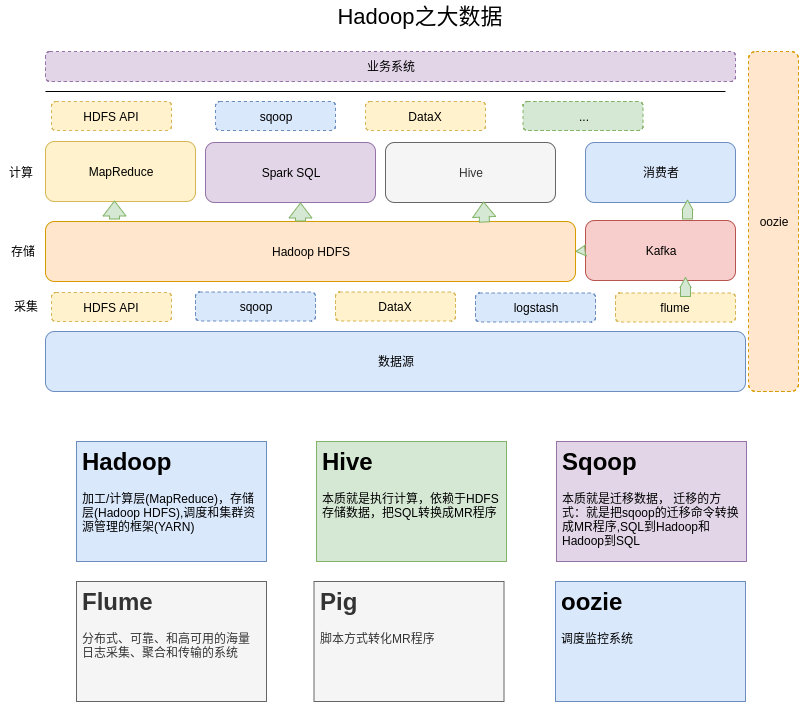 Hadoop之大数据
业务系统
HDFS API
sqoop
DataX
...
计算
MapReduce
Spark SQL
Hive
消费者
oozie
存储
Hadoop HDFS
Kafka
采集
HDFS API
sqoop
DataX
logstash
flume
数据源
Hadoop
加工/计算层(MapReduce)，存储
层(Hadoop HDFS),调度和集群资
源管理的框架(YARN)
Hive
本质就是执行计算，依赖于HDFS
存储数据，把SQL转换成MR程序
Sqoop
本质就是迁移数据， 迁移的方
式：就是把sqoop的迁移命令转换
成MR程序,SQL到Hadoop和
Hadoop到SQL
Flume
分布式、可靠、和高可用的海量
日志采集、聚合和传输的系统
Pig
脚本方式转化MR程序
oozie
调度监控系统